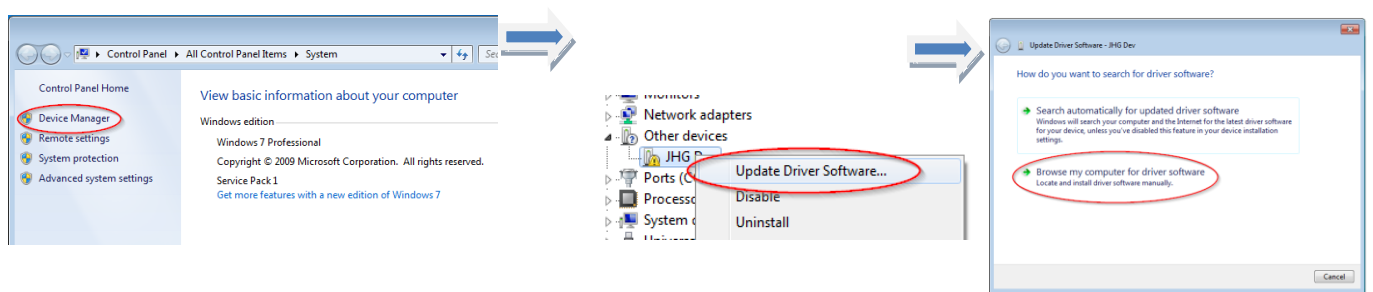 Control Panel ▸ All Control Panel Items ▸ System
Control Panel Home
Device Manager
Remote settings
System protection
Advanced system settings
View basic information about your computer
Windows edition
Windows 7 Professional
Copyright © 2009 Microsoft Corporation. All rights reserved.
Service Pack 1
Get more features with a new edition of Windows 7
Monitors
Network adapters
Other devices
JHG
Ports
System
Update Driver Software...
Disable
Uninstall
Update Driver Software - JHG Dev
How do you want to search for driver software?
Search automatically for updated driver software
Windows will search your computer and the Internet for the latest driver software
for your device, unless you've disabled this feature in your device installation
settings.
Browse my computer for driver software
Locate and install driver software manually.
Cancel